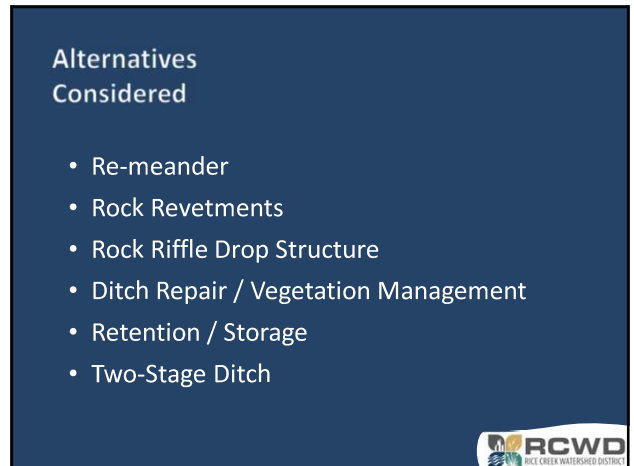 Alternatives
Considered
• Re-meander
• Rock Revetments
• Rock Riffle Drop Structure
• Ditch Repair / Vegetation Management
• Retention / Storage
• Two-Stage Ditch
RCWD
RICE CREEK WATERSHED DISTRICT